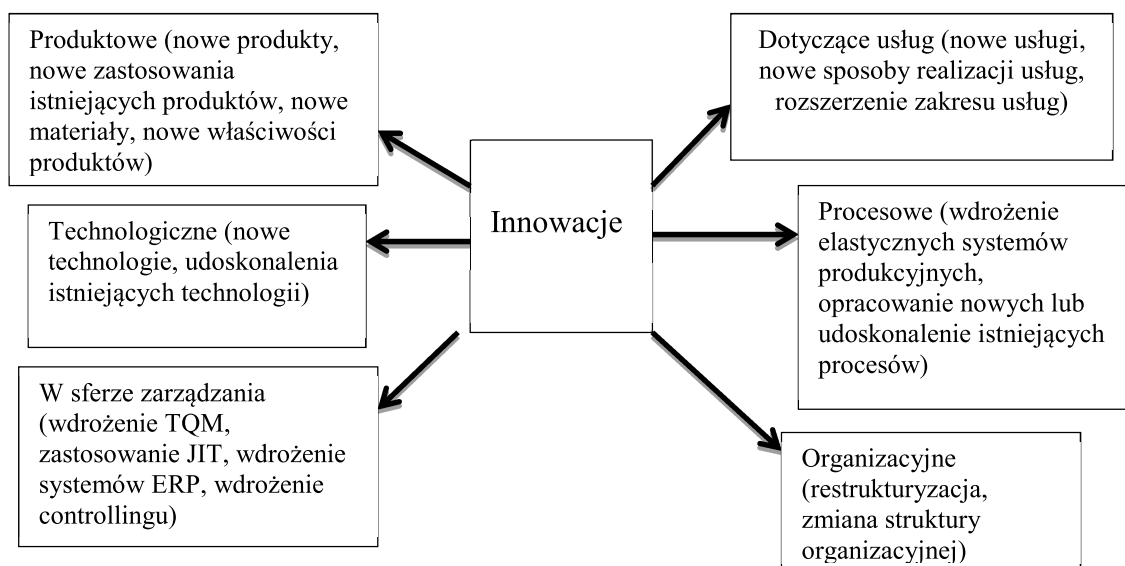 Produktowe (nowe produkty,
nowe zastosowania
istniejących produktów, nowe
materiały, nowe właściwości
produktów)
Dotyczące usług (nowe usługi,
nowe sposoby realizacji usług,
rozszerzenie zakresu usług)
Innowacje
Technologiczne (nowe
technologie, udoskonalenia
istniejących technologii)
Procesowe (wdrożenie
elastycznych systemów
produkcyjnych,
opracowanie nowych lub
udoskonalenie istniejących
procesów)
W sferze zarządzania
(wdrożenie TQM,
zastosowanie JIT, wdrożenie
systemów ERP, wdrożenie
controllingu)
Organizacyjne
(restrukturyzacja,
zmiana struktury
organizacyjnej)